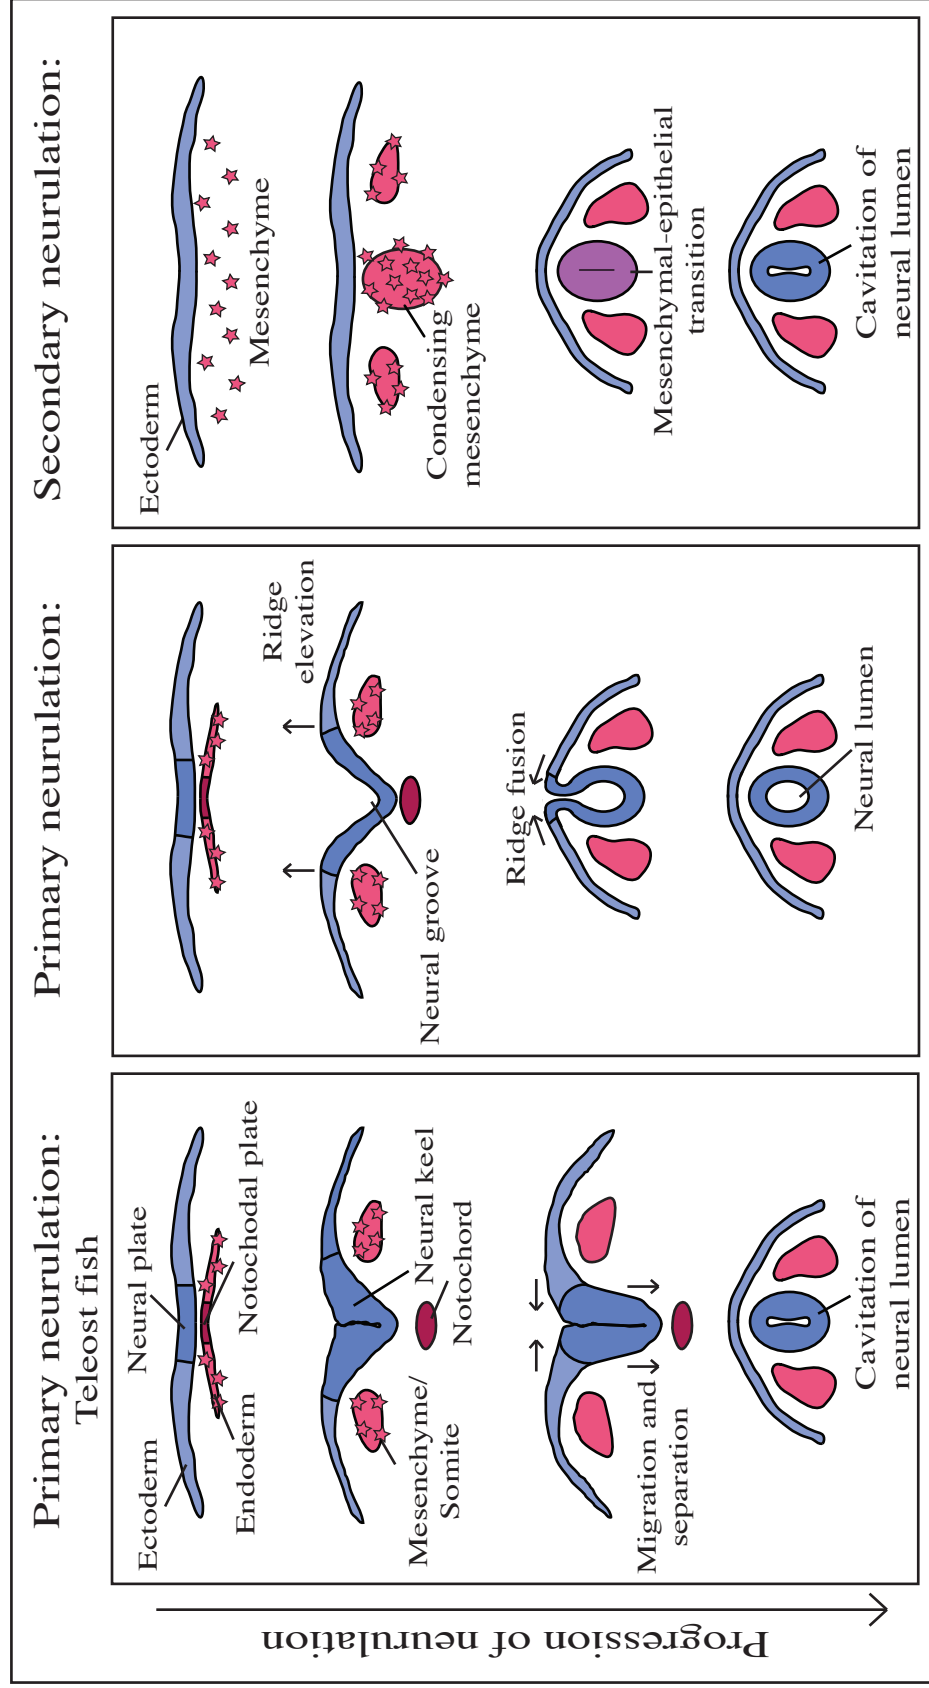 Primary neurulation:
Teleost fish
Ectoderm
Neural plate
Endoderm
Notochodal plate
Mesenchyme/
Somite
Neural keel
Notochord
Migration and
separation
Cavitation of
neural lumen
Primary neurulation:
Ridge
elevation
Neural groove
Ridge fusion
Neural lumen
Secondary neurulation:
Ectoderm
Mesenchyme
Condensing
mesenchyme
Mesenchymal-epithelial
transition
Cavitation of
neural lumen
Progression of neurulation